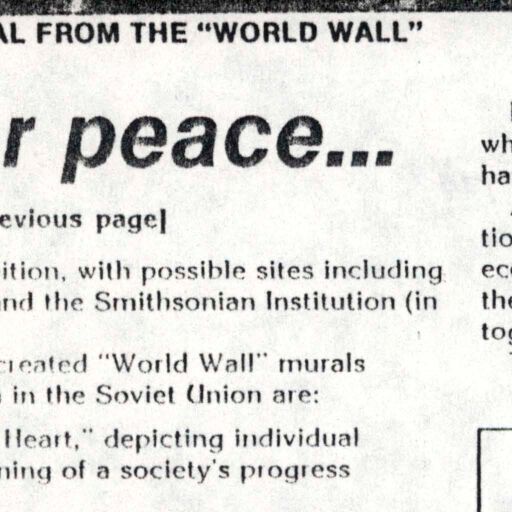 AL FROM THE “WORLD WALL”
r peace...
evious page]
ition, with possible sites including
nd the Smithsonian Institution (in
created “World Wall” murals
in the Soviet Union are:
Heart,” depicting individual
ning of a society's progress
wh
ha
tio
eco
the
tog